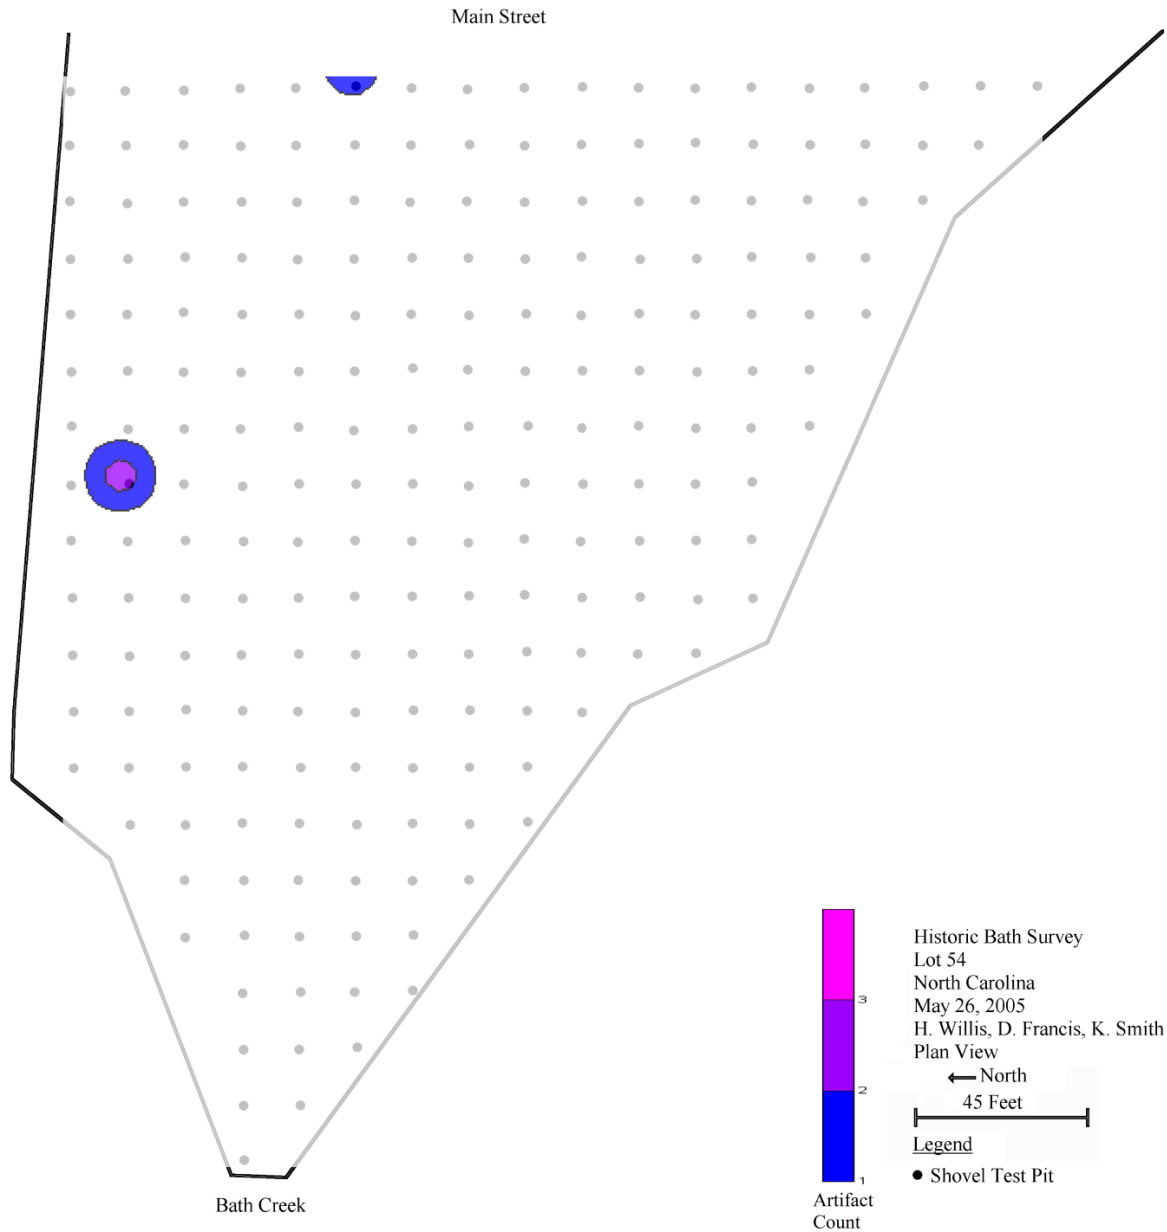 Main Street
Historic Bath Survey
Lot 54
North Carolina
May 26, 2005
H. Willis, D. Francis, K. Smith
Plan View
North
45 Feet
Legend
Shovel Test Pit
3
2
1
Artifact
Count
Bath Creek